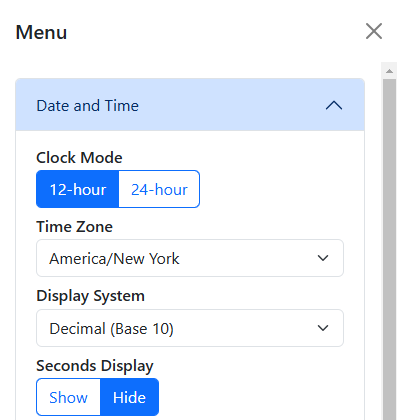 Menu
Date and Time
Clock Mode
12-hour 24-hour
Time Zone
America/New York
Display System
Decimal (Base 10)
Seconds Display
Show Hide